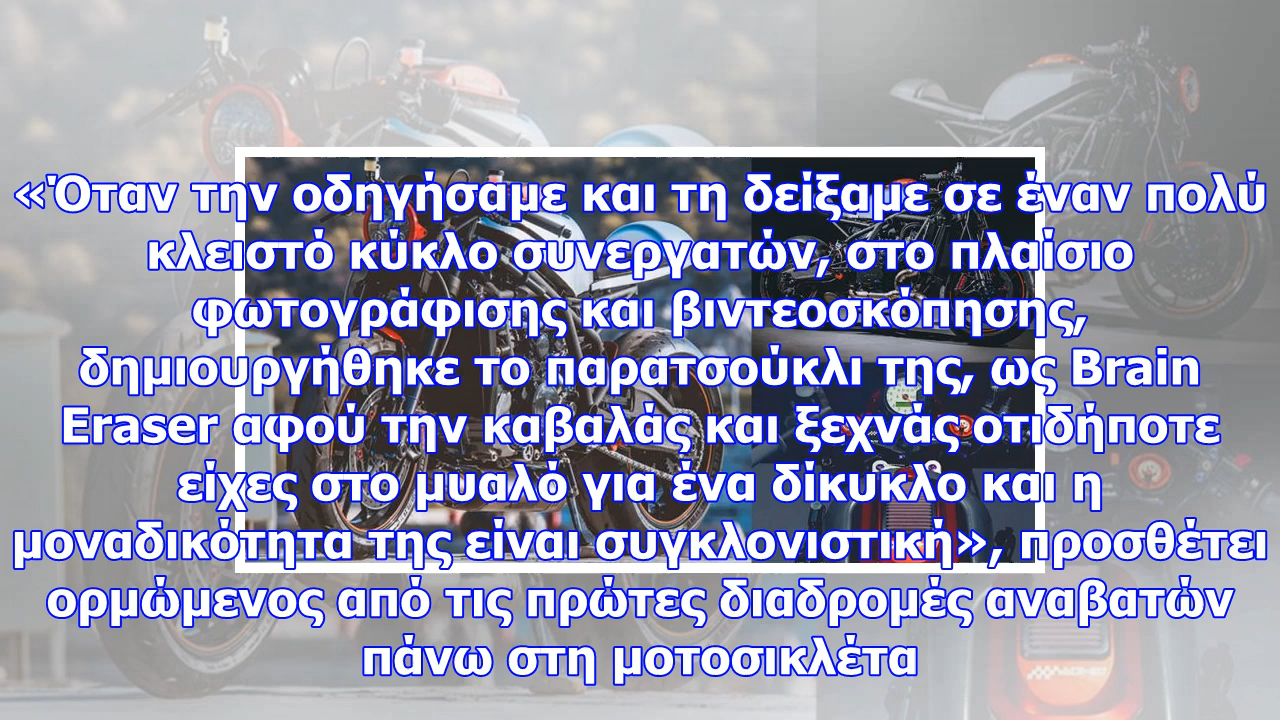 «Όταν την οδηγήσαμε και τη δείξαμε σε έναν πολύ
κλειστό κύκλο συνεργατών, στο πλαίσιο
φωτογράφισης και βιντεοσκόπησης,
δημιουργήθηκε το παρατσούκλι της, ως Brain
Eraser αφού την καβαλάς και ξεχνάς οτιδήποτε
είχες στο μυαλό για ένα δίκυκλο και η
μοναδικότητα της είναι συγκλονιστική», προσθέτει
ορμώμενος από τις πρώτες διαδρομές αναβατών
πάνω στη μοτοσικλέτα